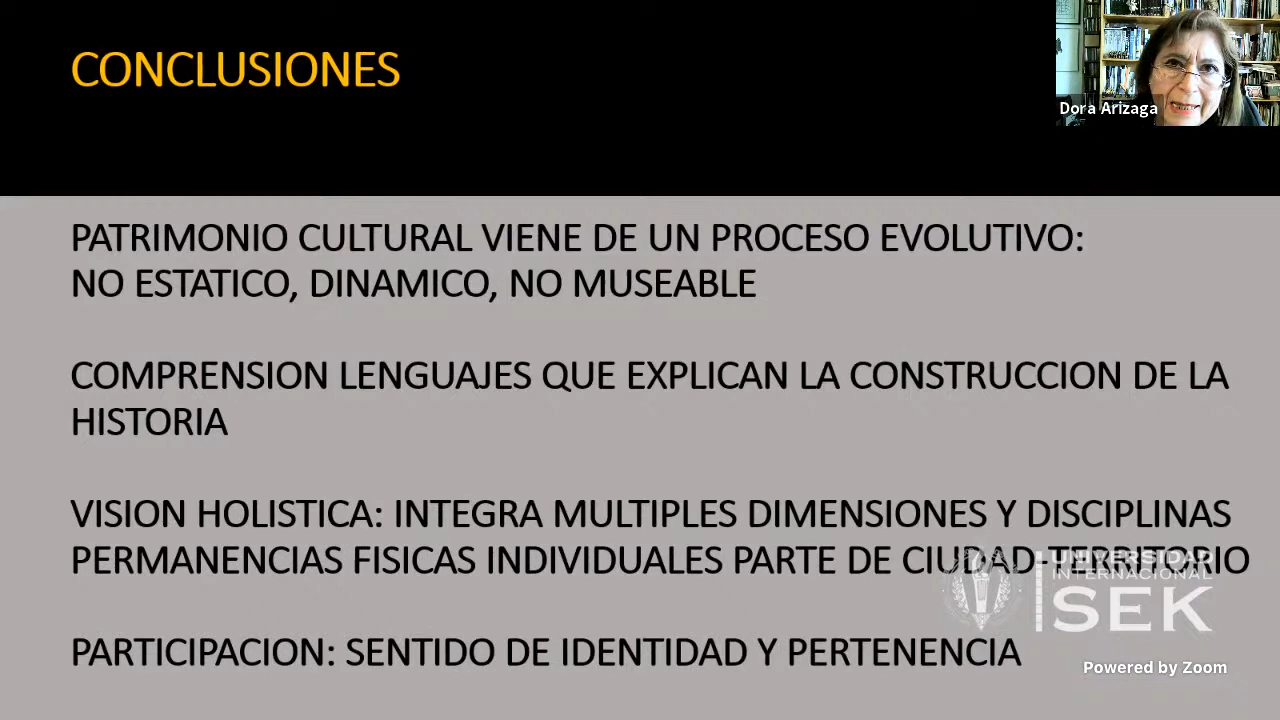 CONCLUSIONES
Dora Arizaga
PATRIMONIO CULTURAL VIENE DE UN PROCESO EVOLUTIVO:
NO ESTATICO, DINAMICO, NO MUSEABLE
COMPRENSION LENGUAJES QUE EXPLICAN LA CONSTRUCCION DE LA
HISTORIA
VISION HOLISTICA: INTEGRA MULTIPLES DIMENSIONES Y DISCIPLINAS
PERMANENCIAS FISICAS INDIVIDUALES PARTE DE CIUDAD-TERRITORIO
UNIVERSIDAD
INTERNACIONAL
SEK
PARTICIPACION: SENTIDO DE IDENTIDAD Y PERTENENCIA
Powered by Zoom